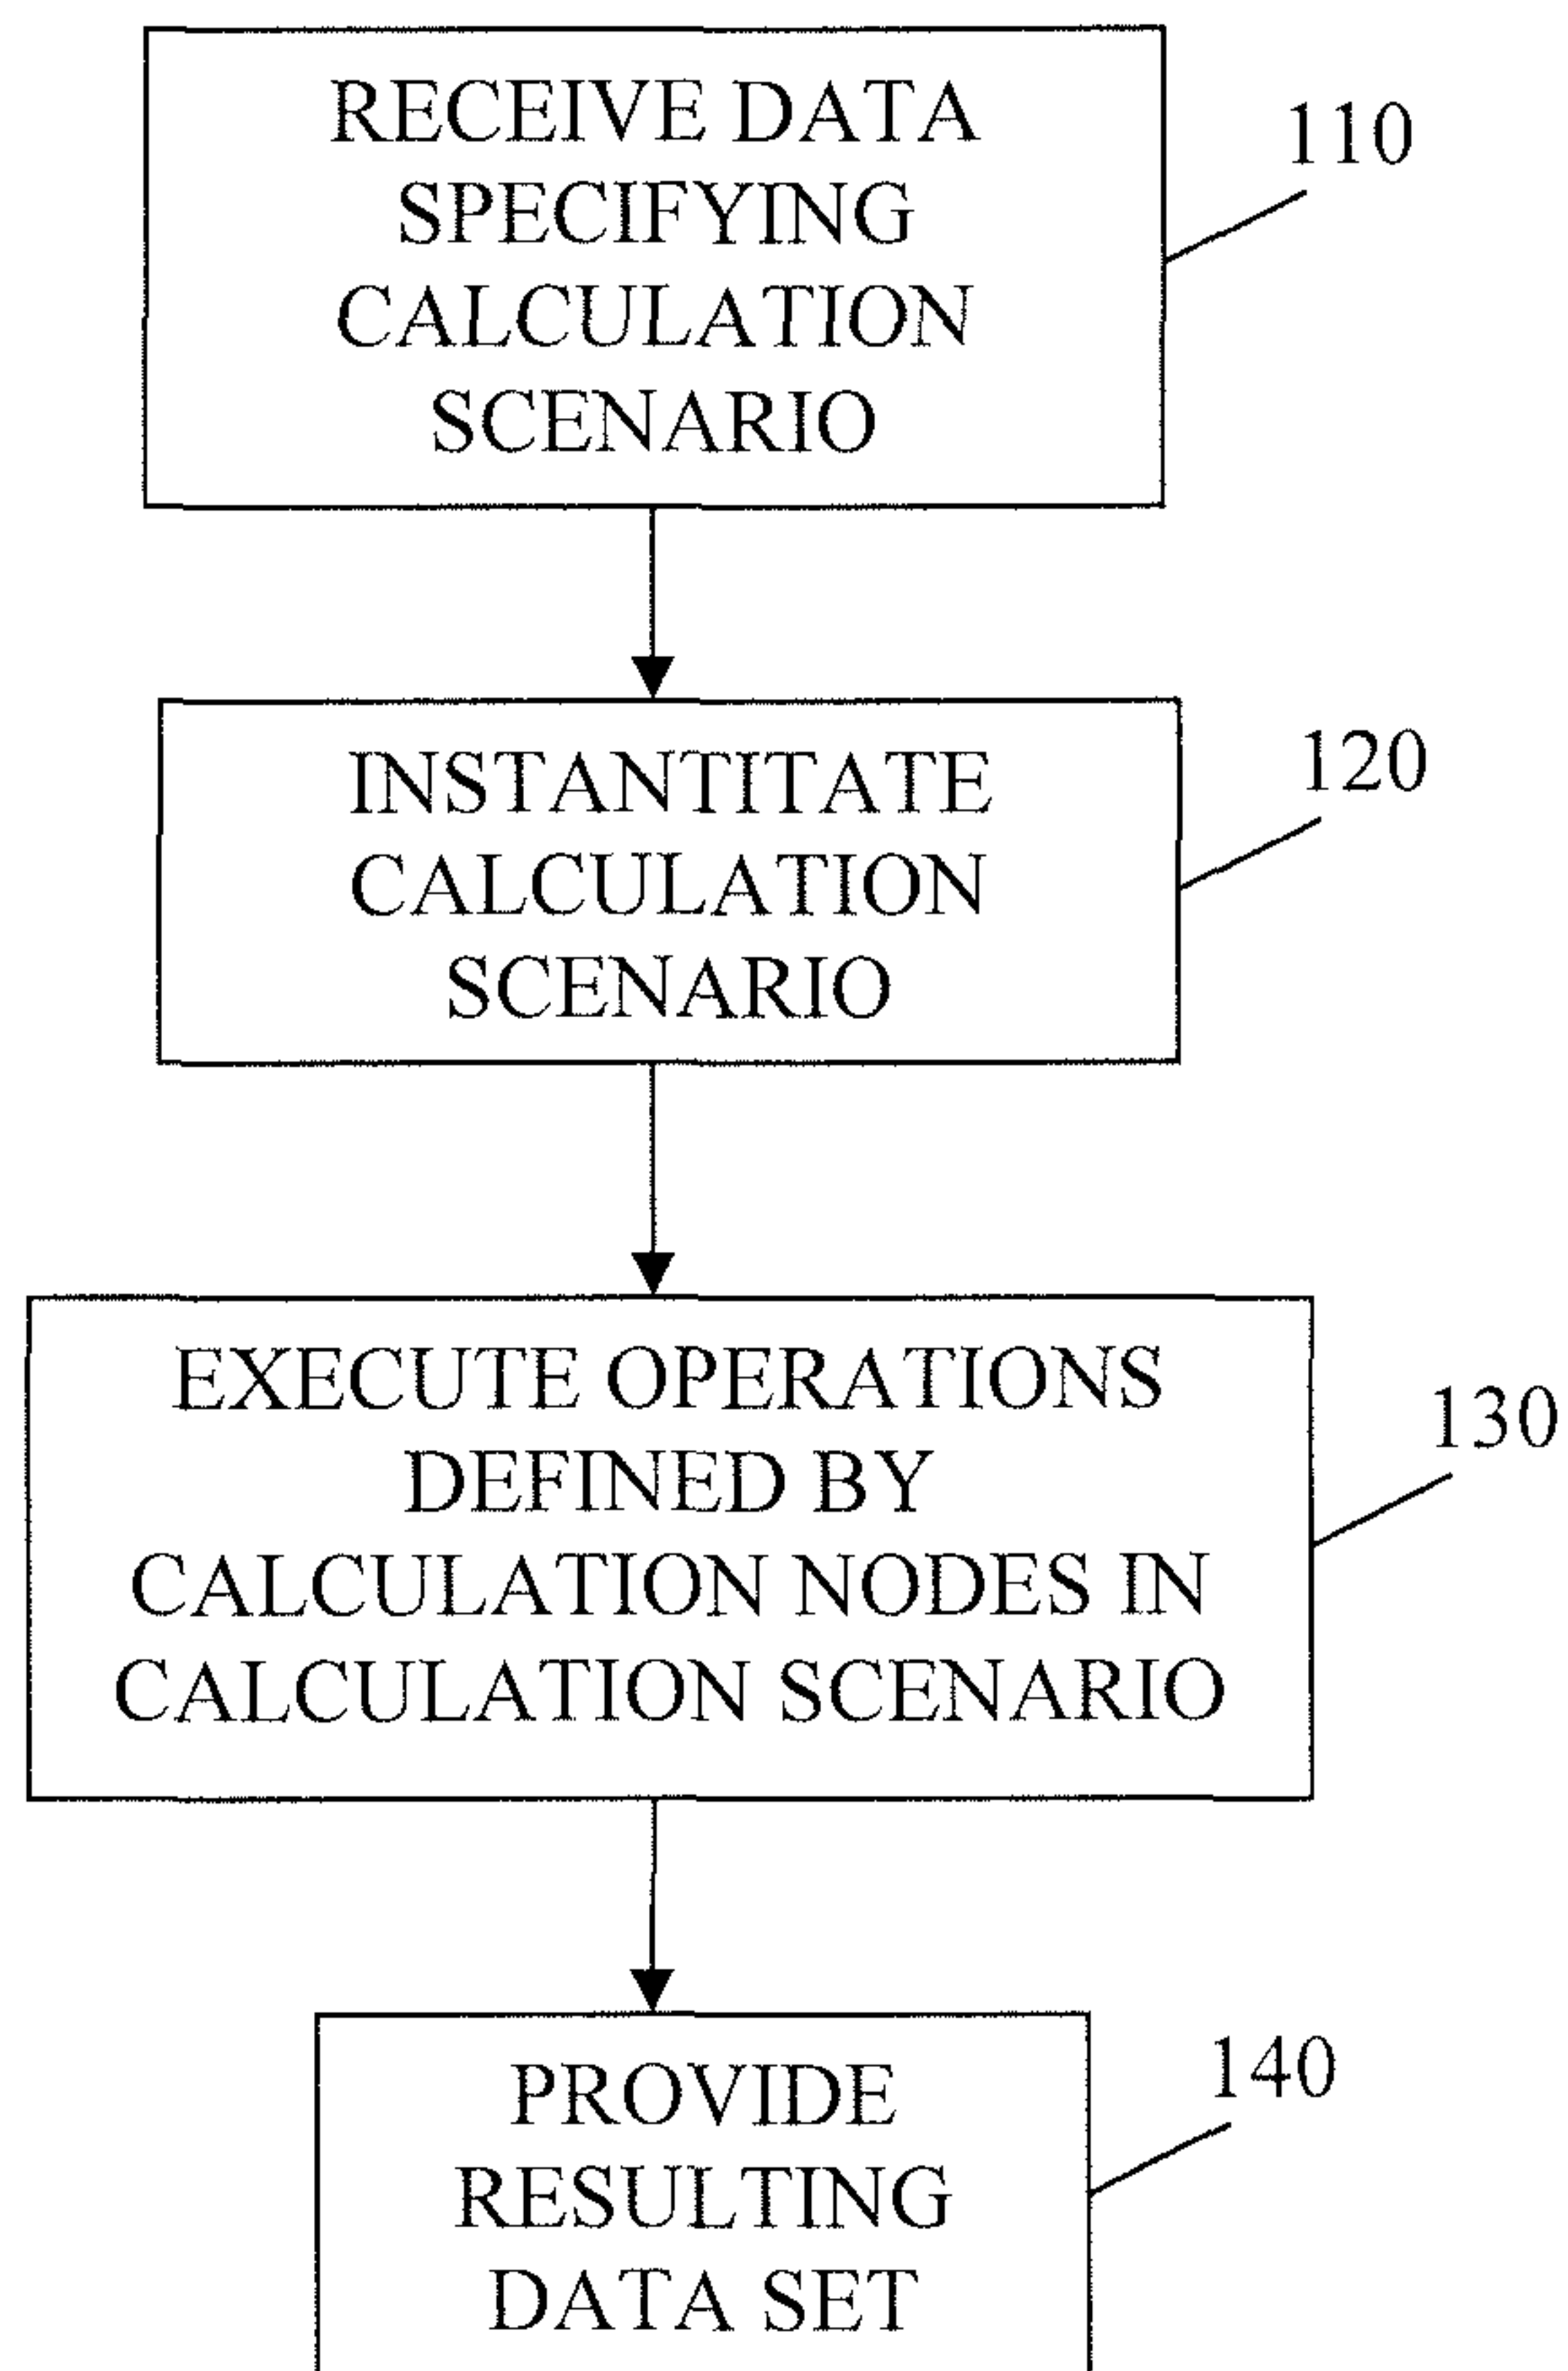 RECEIVE DATA
SPECIFYING
CALCULATION
SCENARIO
110
INSTANTITATE
CALCULATION
SCENARIO
120
EXECUTE OPERATIONS
DEFINED BY
CALCULATION NODES IN
CALCULATION SCENARIO
130
PROVIDE
RESULTING
DATA SET
140